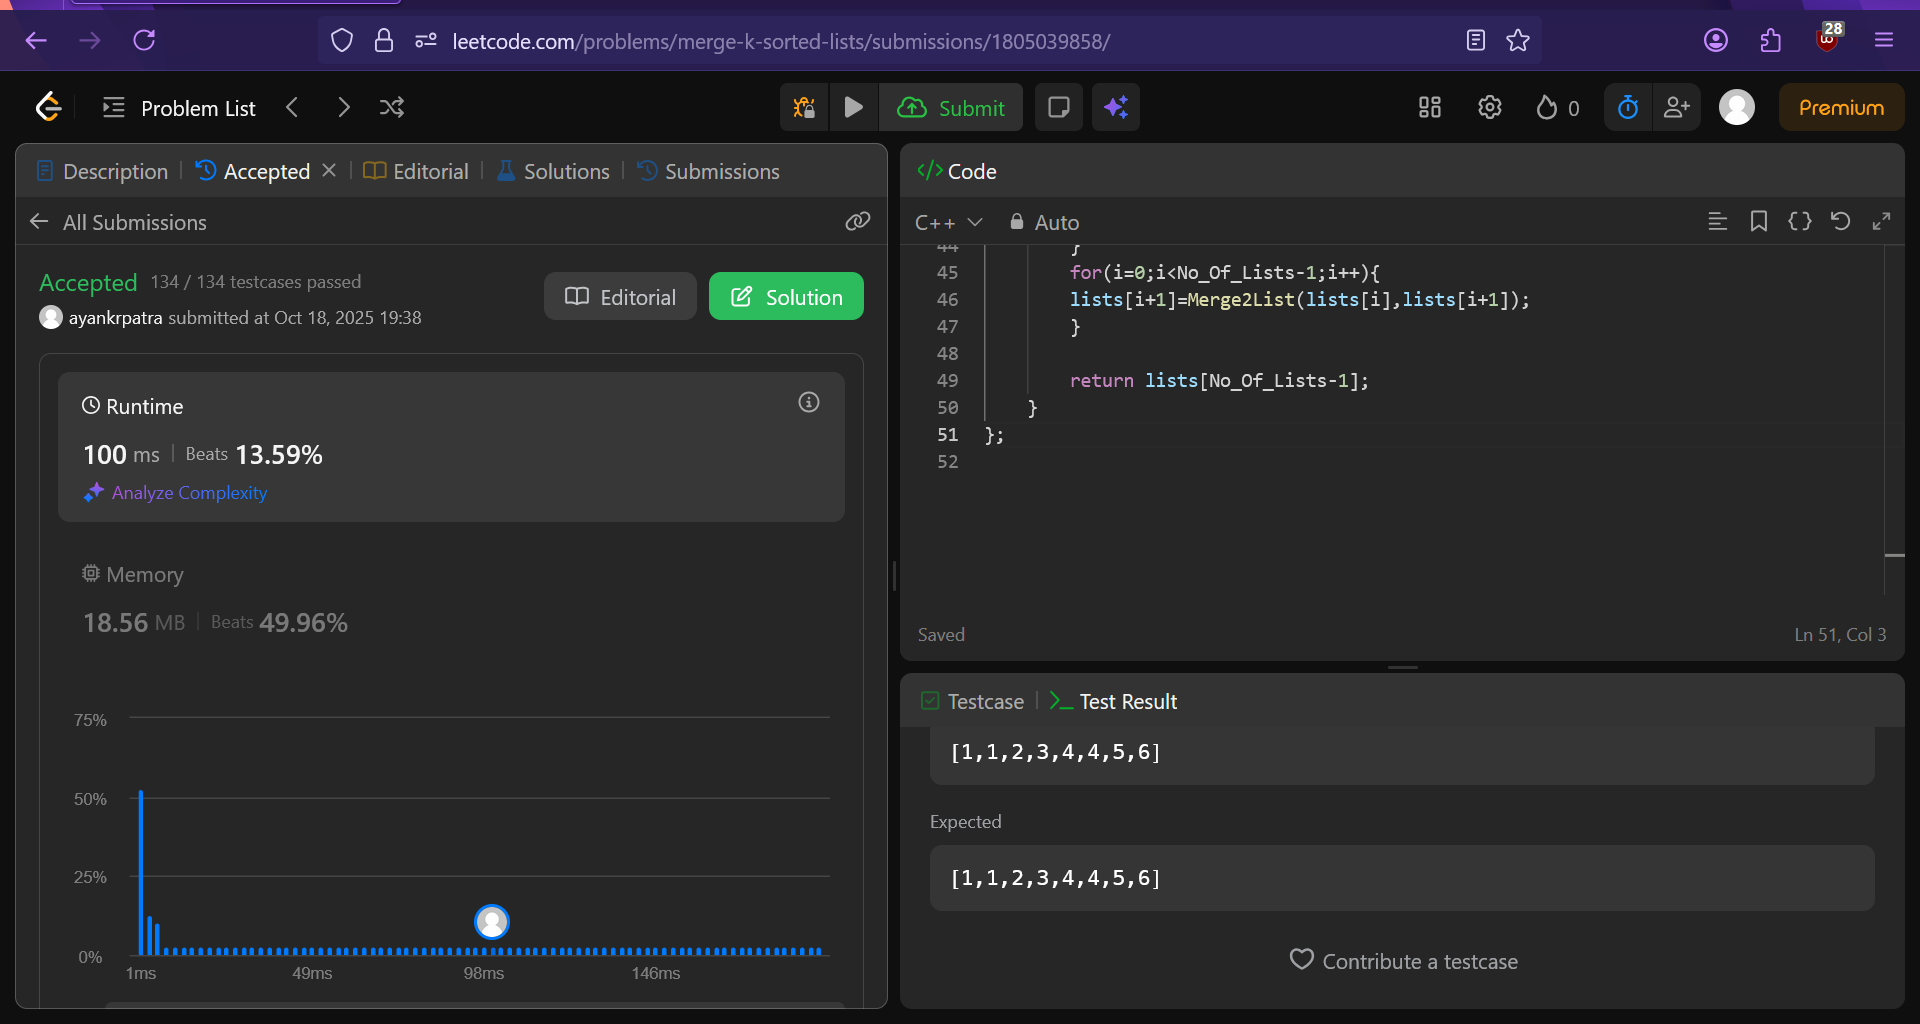 leetcode.com/problems/merge-k-sorted-lists/submissions/1805039858/
28
Problem List
Submit
0
Premium
Description
Accepted
Editorial
Solutions
Submissions
All Submissions
Accepted
134 / 134 testcases passed
ayankrpatra submitted at Oct 18, 2025 19:38
Editorial
Solution
Runtime
100 ms
Beats 13.59%
Analyze Complexity
Memory
18.56 MB
Beats 49.96%
75%
50%
25%
0%
1ms
49ms
98ms
146ms
</> Code
C++
Auto
44 }
45 for(i=0;i<No_Of_Lists-1;i++){
46 lists[i+1]=Merge2List(lists[i],lists[i+1]);
47 }
48
49 return lists[No_Of_Lists-1];
50 }
51 };
52
Saved
Ln 51, Col 3
Testcase
Test Result
[1,1,2,3,4,4,5,6]
Expected
[1,1,2,3,4,4,5,6]
Contribute a testcase